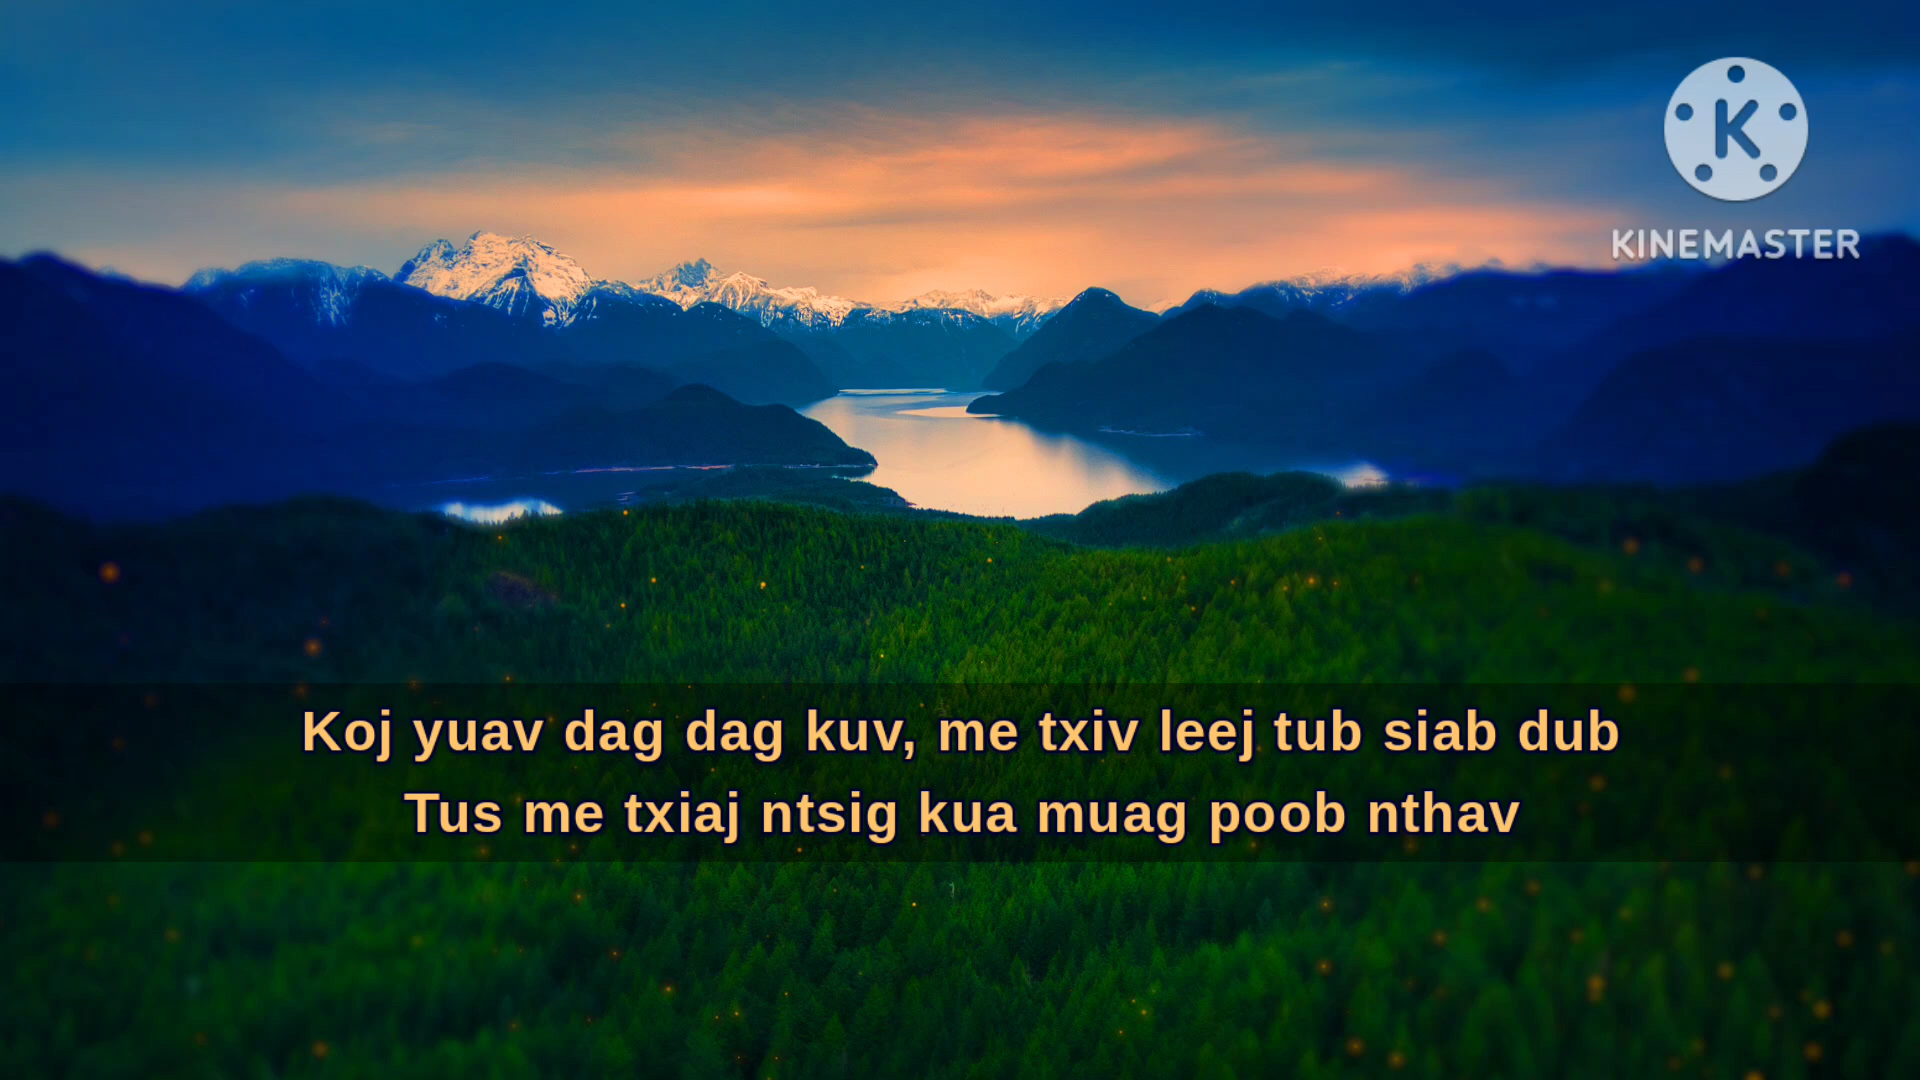 KINEMASTER
Koj yuav dag dag kuv, me txiv leej tub siab dub
Tus me txiaj ntsig kua muag poob nthav